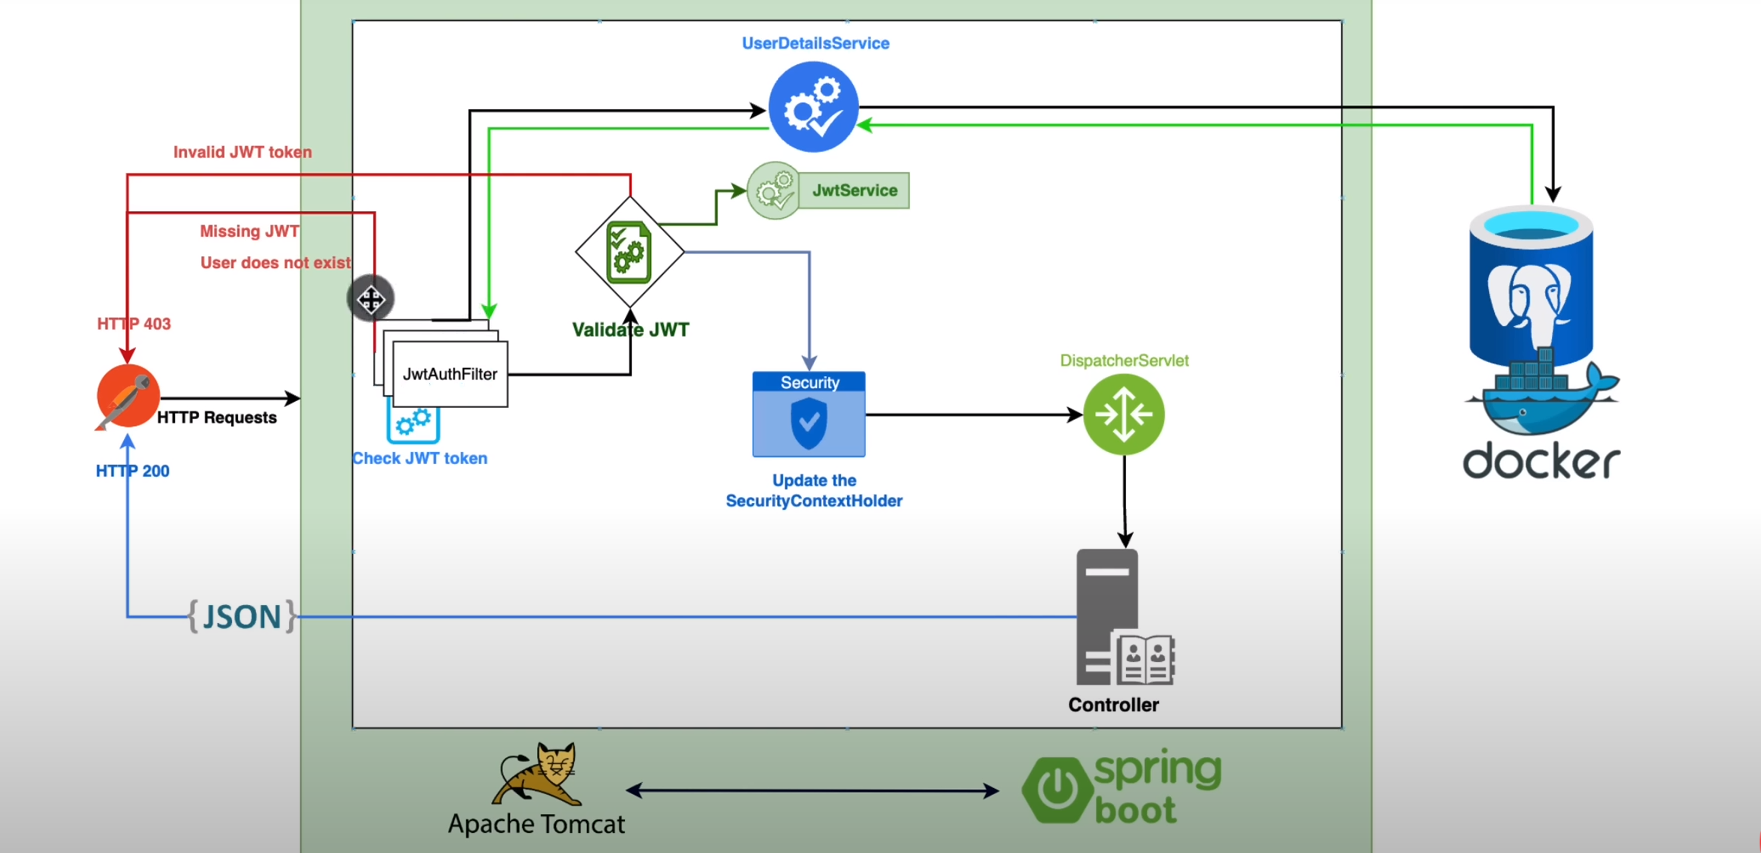 UserDetailsService
Invalid JWT token
JwtService
Missing JWT
User does not exist
HTTP 403
Validate JWT
DispatcherServlet
JwtAuthFilter
Security
HTTP Requests
Check JWT token
HTTP 200
Update the
SecurityContextHolder
docker
{JSON}
Controller
Apache Tomcat
spring
boot